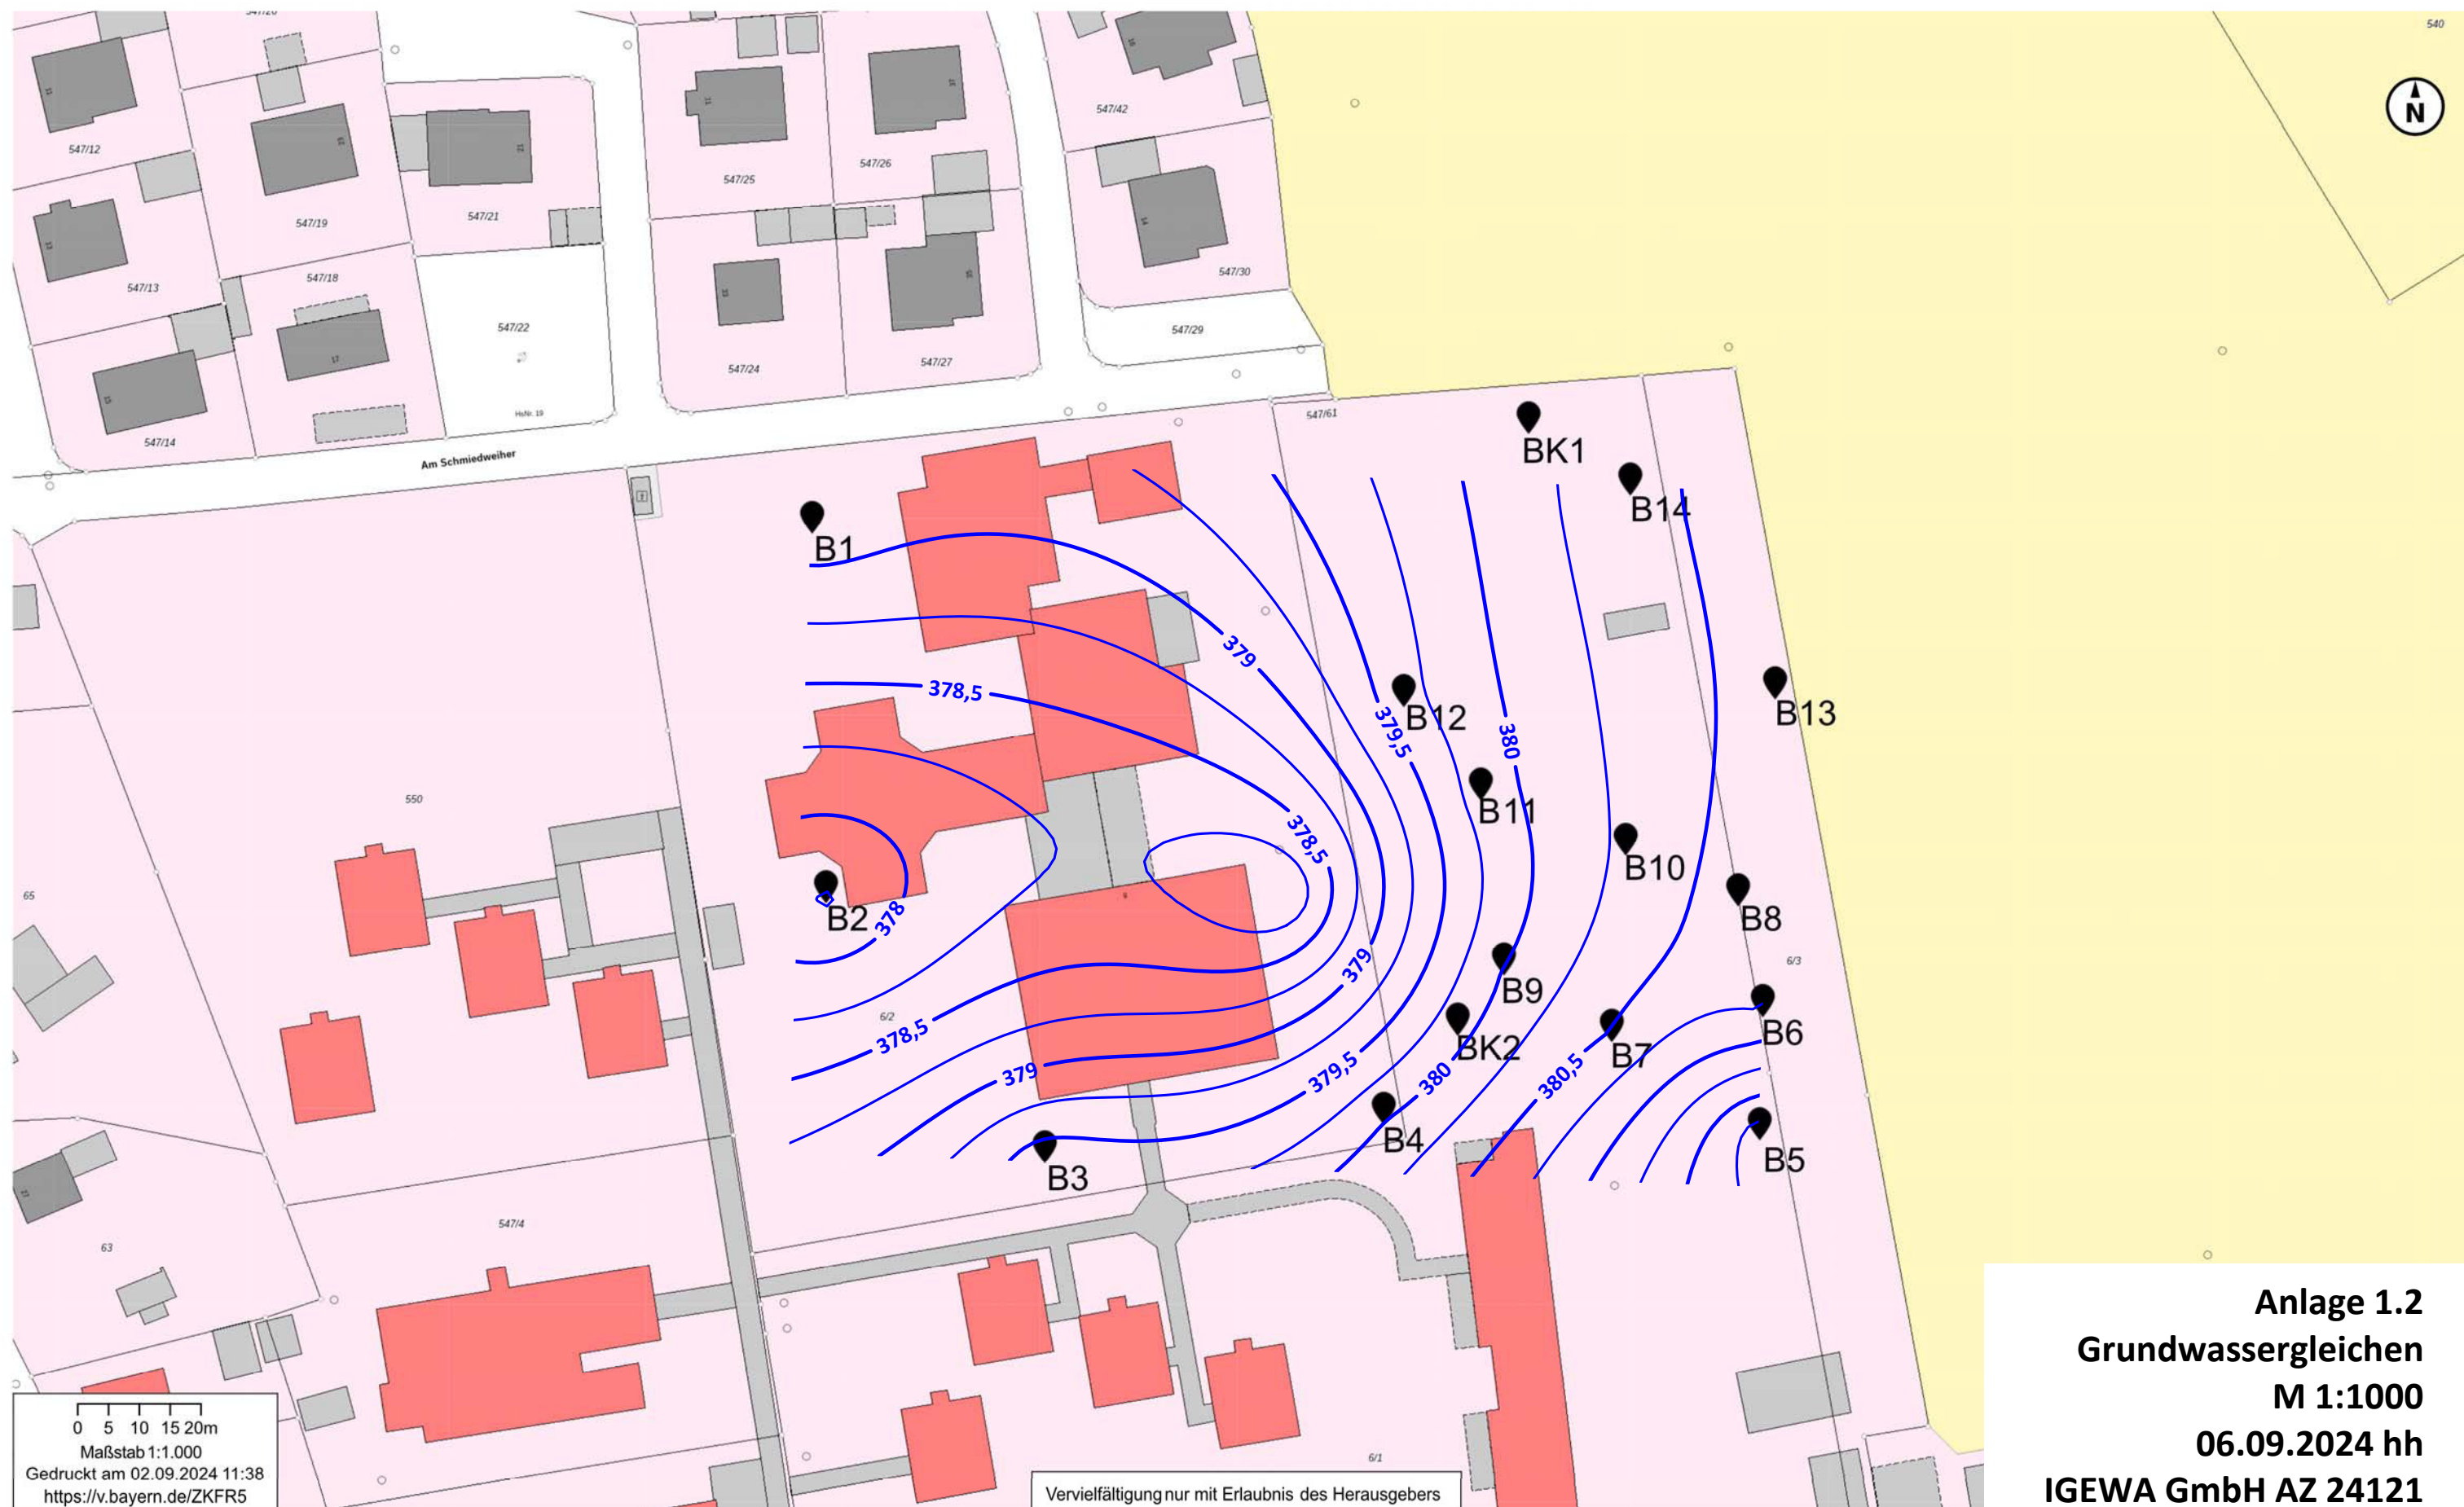 540
547/12
547/19
547/21
547/25
547/26
547/42
547/13
547/18
547/22
547/24
547/27
547/30
547/29
547/14
17
HsNr. 19
547/61
Am Schmiedweiher
BK1
B14
B1
379
378,5
B12
379,5
380
B13
550
B11
378,5
B10
65
B2
378
B8
379
B9
6/3
6/2
378,5
BK2
B6
B7
379
379,5
380
380,5
B4
B3
B5
547/4
63
6/1
0 5 10 15 20m
Maßstab 1:1.000
Gedruckt am 02.09.2024 11:38
https://v.bayern.de/ZKFR5
Vervielfältigung nur mit Erlaubnis des Herausgebers
Anlage 1.2
Grundwassergleichen
M 1:1000
06.09.2024 hh
IGEWA GmbH AZ 24121
N